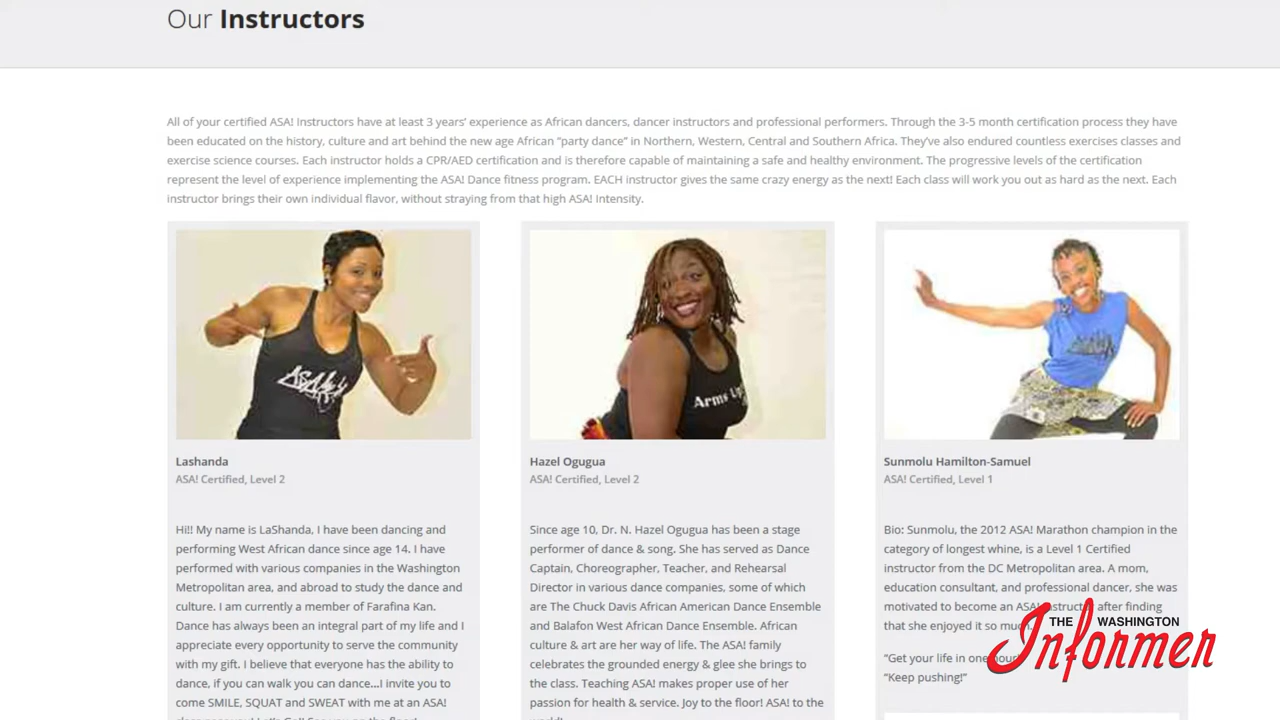 Our Instructors
All of your certified ASA! Instructors have at least 3 years’ experience as African dancers, dancer instructors and professional performers. Through the 3-5 month certification process they have
been educated on the history, culture and art behind the new age African “party dance” in Northern, Western, Central and Southern Africa. They’ve also endured countless exercises classes and
exercise science courses. Each instructor holds a CPR/AED certification and is therefore capable of maintaining a safe and healthy environment. The progressive levels of the certification
represent the level of experience implementing the ASA! Dance fitness program. EACH instructor gives the same crazy energy as the next! Each class will work you out as hard as the next. Each
instructor brings their own individual flavor, without straying from that high ASA! Intensity.
Lashanda
ASA! Certified, Level 2
Hi!! My name is LaShanda, I have been dancing and
performing West African dance since age 14. I have
performed with various companies in the Washington
Metropolitan area, and abroad to study the dance and
culture. I am currently a member of Farafina Kan.
Dance has always been an integral part of my life and I
appreciate every opportunity to serve the community
with my gift. I believe that everyone has the ability to
dance, if you can walk you can dance...I invite you to
come SMILE, SQUAT and SWEAT with me at an ASA!
Arms Up
Hazel Ogugua
ASA! Certified, Level 2
Since age 10, Dr. N. Hazel Ogugua has been a stage
performer of dance & song. She has served as Dance
Captain, Choreographer, Teacher, and Rehearsal
Director in various dance companies, some of which
are The Chuck Davis African American Dance Ensemble
and Balafon West African Dance Ensemble. African
culture & art are her way of life. The ASA! family
celebrates the grounded energy & glee she brings to
the class. Teaching ASA! makes proper use of her
passion for health & service. Joy to the floor! ASA! to the
Sunmolu Hamilton-Samuel
ASA! Certified, Level 1
Bio: Sunmolu, the 2012 ASA! Marathon champion in the
category of longest whine, is a Level 1 Certified
instructor from the DC Metropolitan area. A mom,
education consultant, and professional dancer, she was
motivated to become an ASA! after finding
that she enjoyed it so
“Get your life in one
“Keep pushing!”
THE WASHINGTON
Informer